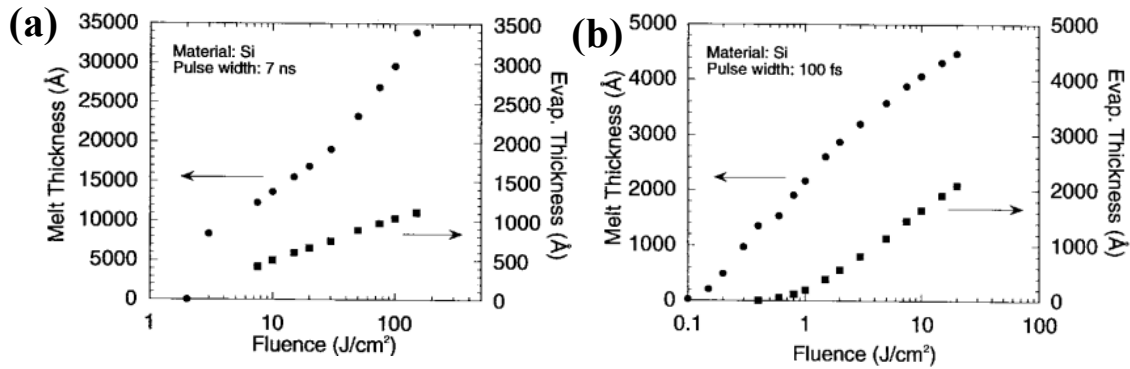 (a)
Material: Si
Pulse width: 7 ns
Melt Thickness (Å)
35000
30000
25000
20000
15000
10000
5000
0
3500
3000
2500
2000
1500
1000
500
0
Evap. Thickness (Å)
1
10
100
Fluence (J/cm²)
(b)
Material: Si
Pulse width: 100 fs
Melt Thickness (Å)
5000
4000
3000
2000
1000
0
5000
4000
3000
2000
1000
0
Evap. Thickness (Å)
0.1
1
10
100
Fluence (J/cm²)